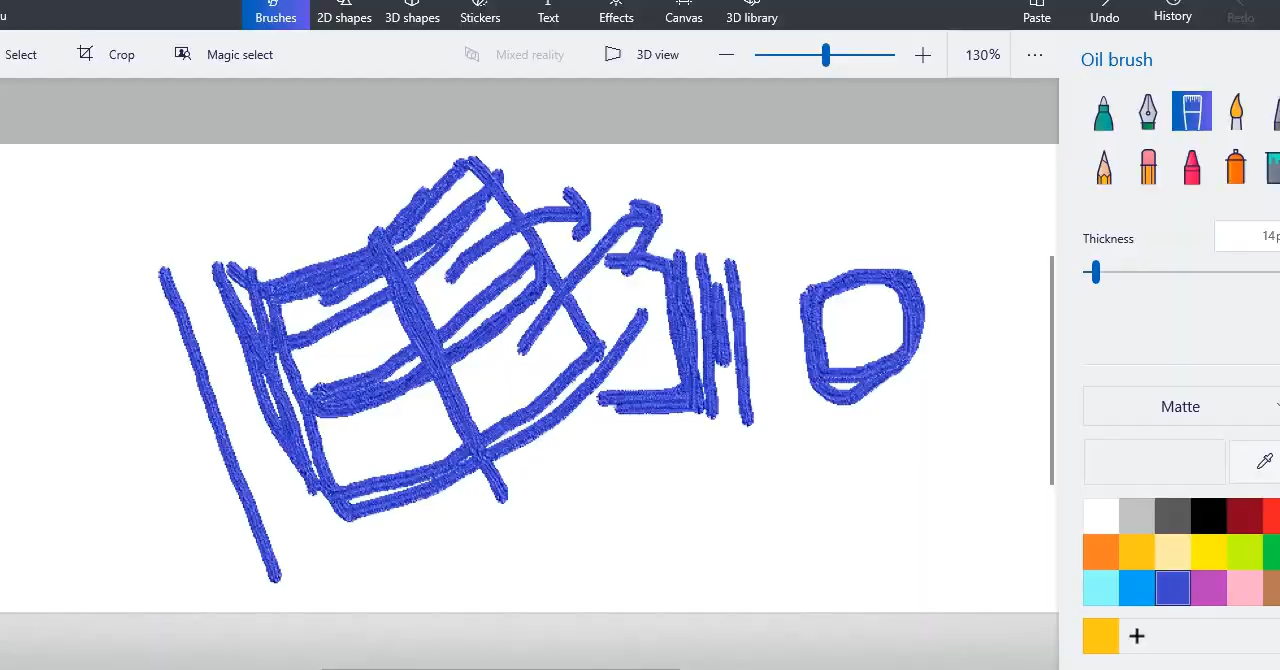 u Brushes 2D shapes 3D shapes Stickers Text Effects Canvas 3D library Paste Undo History Redo
Select Crop Magic select Mixed reality 3D view 130%
Oil brush
Thickness 14p
Matte